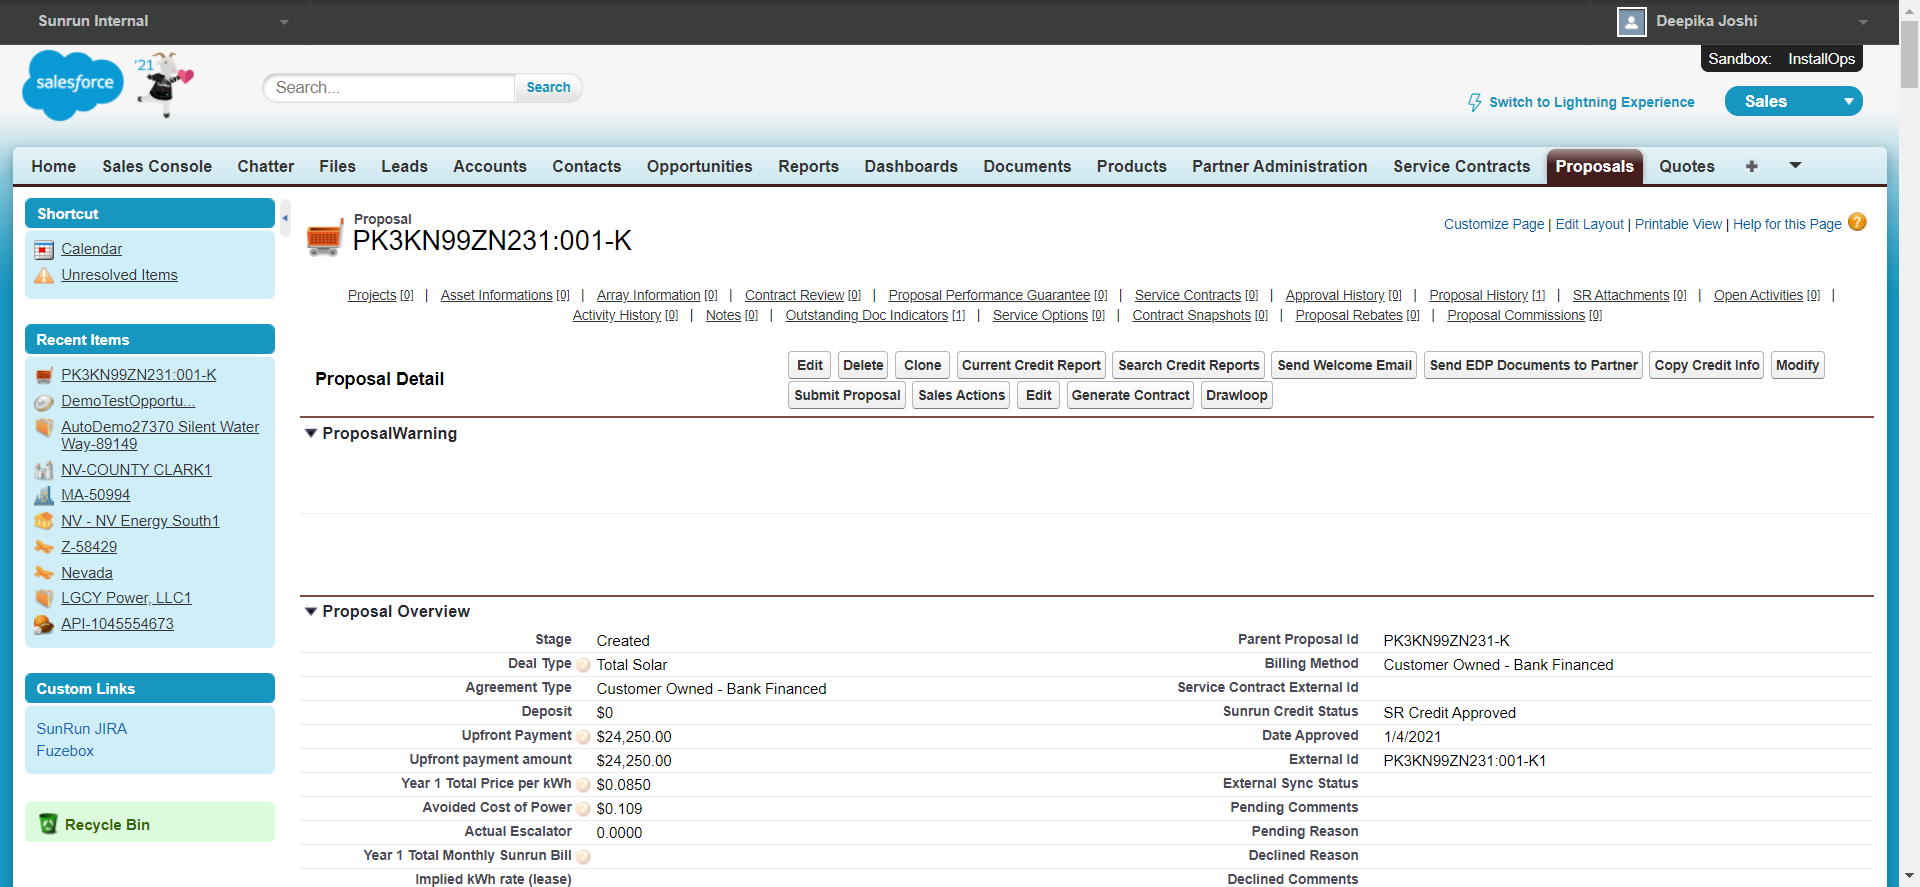 Sunrun Internal
Deepika Joshi
Sandbox: InstallOps
salesforce
'21
Search...
Search
Switch to Lightning Experience
Sales
Home Sales Console Chatter Files Leads Accounts Contacts Opportunities Reports Dashboards Documents Products Partner Administration Service Contracts Proposals Quotes +
Shortcut
Calendar
Unresolved Items
Recent Items
PK3KN99ZN231:001-K
DemoTestOpportu...
AutoDemo27370 Silent Water
Way-89149
NV-COUNTY CLARK1
MA-50994
NV - NV Energy South1
Z-58429
Nevada
LGCY Power, LLC1
API-1045554673
Custom Links
SunRun JIRA
Fuzebox
Recycle Bin
Proposal
PK3KN99ZN231:001-K
Customize Page | Edit Layout | Printable View | Help for this Page ?
Projects [0] | Asset Informations [0] | Array Information [0] | Contract Review [0] | Proposal Performance Guarantee [0] | Service Contracts [0] | Approval History [0] | Proposal History [1] | SR Attachments [0] | Open Activities [0] |
Activity History [0] | Notes [0] | Outstanding Doc Indicators [1] | Service Options [0] | Contract Snapshots [0] | Proposal Rebates [0] | Proposal Commissions [0]
Proposal Detail
Edit Delete Clone Current Credit Report Search Credit Reports Send Welcome Email Send EDP Documents to Partner Copy Credit Info Modify
Submit Proposal Sales Actions Edit Generate Contract Drawloop
ProposalWarning
Proposal Overview
Stage Created Parent Proposal Id PK3KN99ZN231-K
Deal Type Total Solar Billing Method Customer Owned - Bank Financed
Agreement Type Customer Owned - Bank Financed Service Contract External Id
Deposit $0 Sunrun Credit Status SR Credit Approved
Upfront Payment $24,250.00 Date Approved 1/4/2021
Upfront payment amount $24,250.00 External Id PK3KN99ZN231:001-K1
Year 1 Total Price per kWh $0.0850 External Sync Status
Avoided Cost of Power $0.109 Pending Comments
Actual Escalator 0.0000 Pending Reason
Year 1 Total Monthly Sunrun Bill Declined Reason
Implied kWh rate (lease) Declined Comments